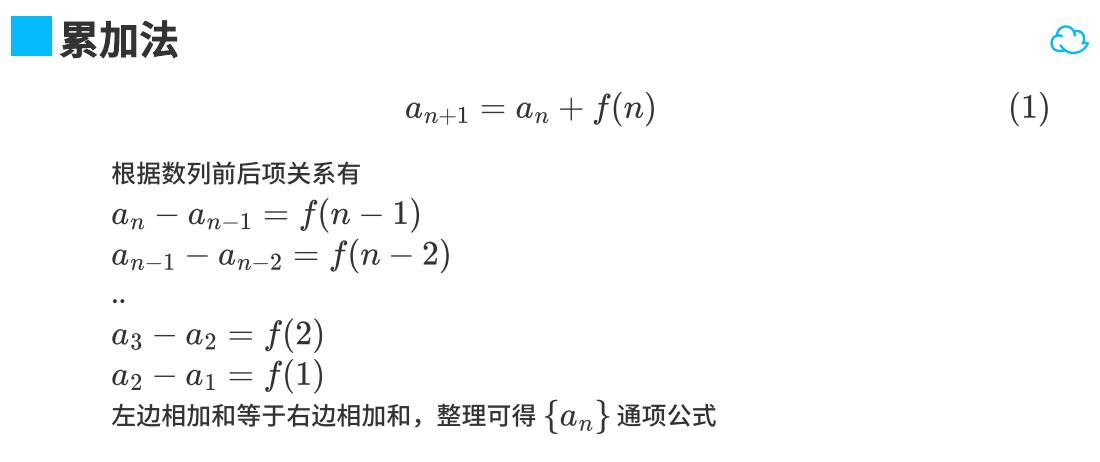 累加法
a_{n+1} = a_n + f(n) (1)
根据数列前后项关系有
a_n − a_{n−1} = f(n − 1)
a_{n−1} − a_{n−2} = f(n − 2)
..
a_3 − a_2 = f(2)
a_2 − a_1 = f(1)
左边相加和等于右边相加和，整理可得 {a_n} 通项公式